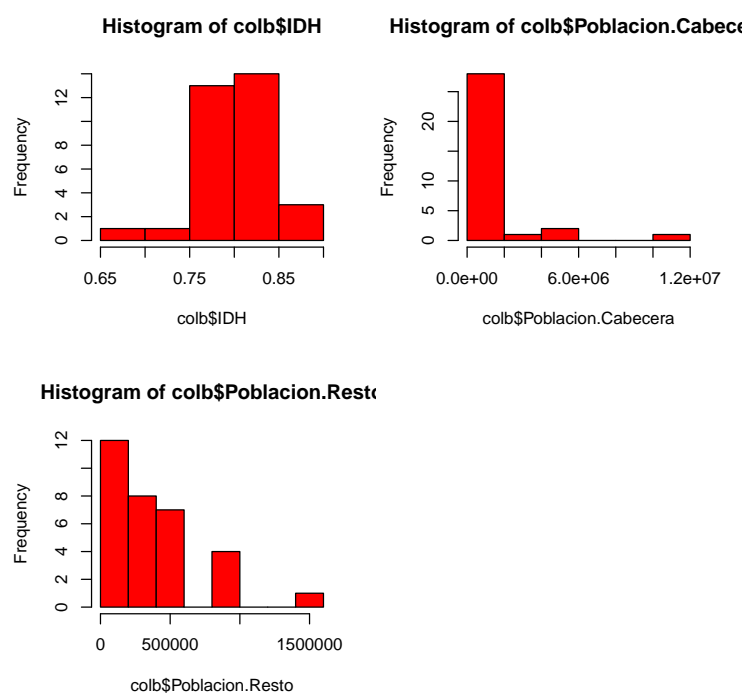 Histogram of colb$IDH
Frequency
0 2 4 6 8 12
0.65 0.75 0.85
colb$IDH
Histogram of colb$Poblacion.Cabece
Frequency
0 5 10 20
0.0e+00 6.0e+06 1.2e+07
colb$Poblacion.Cabecera
Histogram of colb$Poblacion.Resto
Frequency
0 2 4 6 8 12
0 500000 1500000
colb$Poblacion.Resto